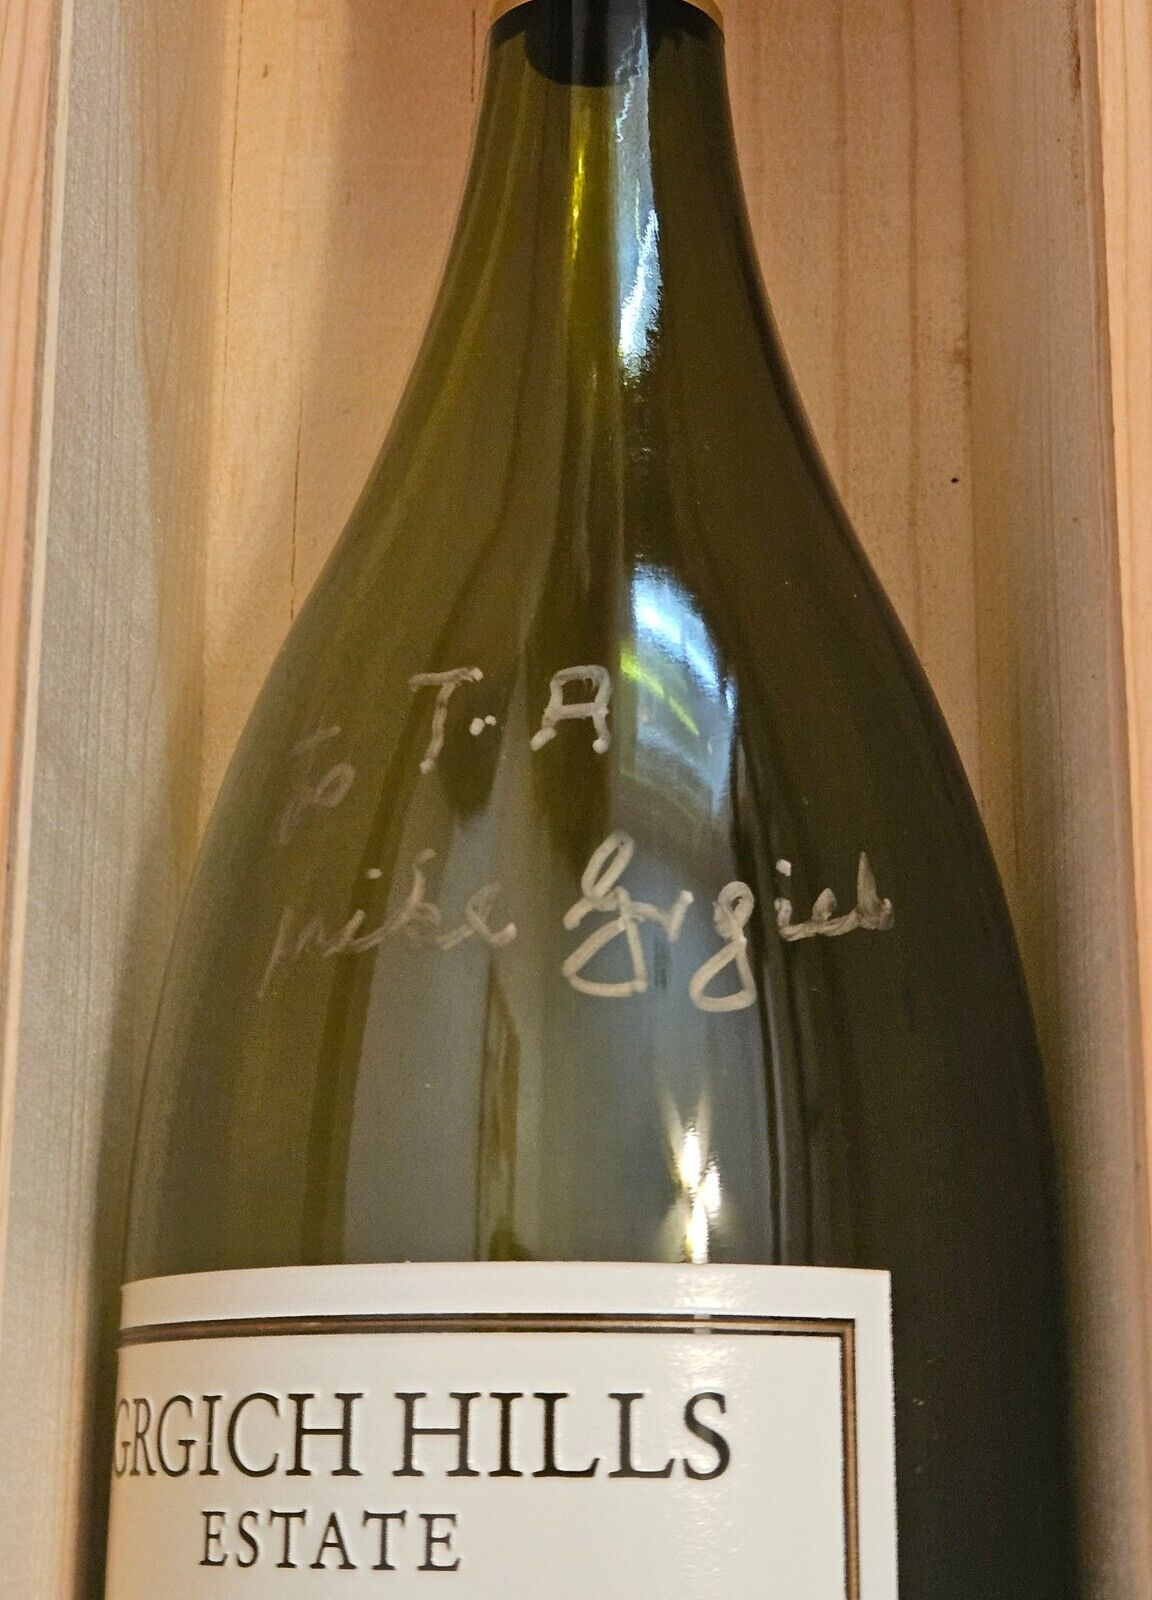 to T. A
mike Grgich
GRGICH HILLS
ESTATE